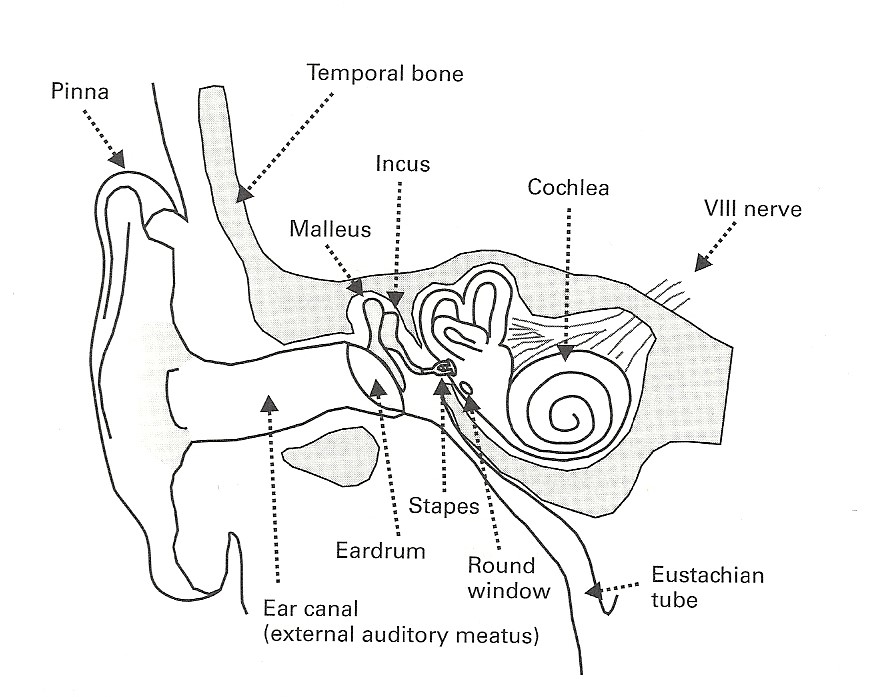 Temporal bone
Pinna
Incus
Cochlea
VIII nerve
Malleus
Stapes
Eardrum
Round
window
Eustachian
tube
Ear canal
(external auditory meatus)